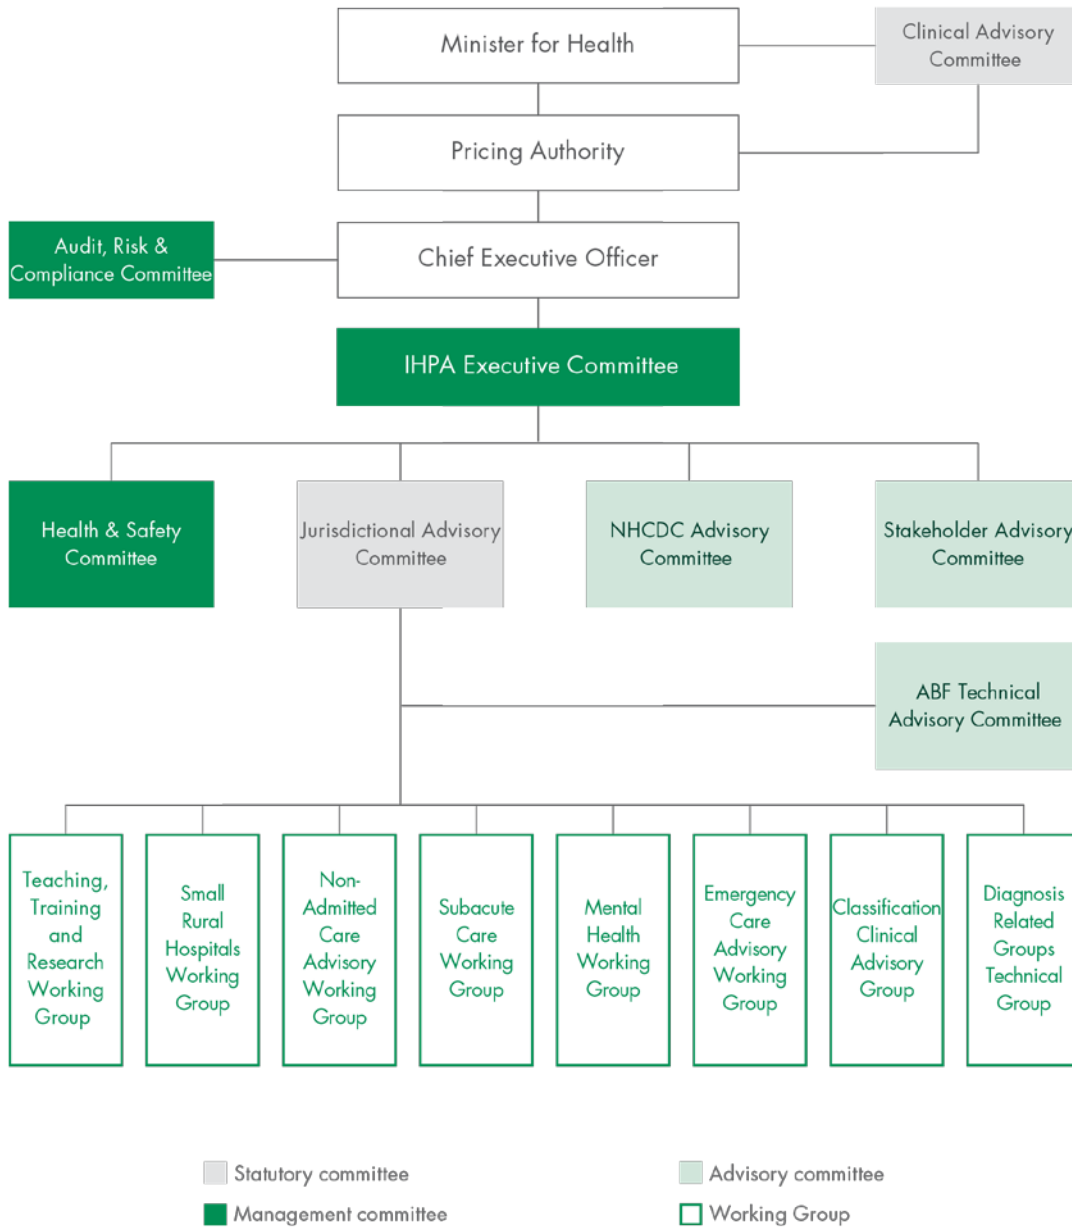 Minister for Health
Clinical Advisory
Committee
Pricing Authority
Audit, Risk &
Compliance Committee
Chief Executive Officer
IHPA Executive Committee
Health & Safety
Committee
Jurisdictional Advisory
Committee
NHCDC Advisory
Committee
Stakeholder Advisory
Committee
ABF Technical
Advisory Committee
Teaching,
Training
and
Research
Working
Group
Small
Rural
Hospitals
Working
Group
Non-
Admitted
Care
Advisory
Working
Group
Subacute
Care
Working
Group
Mental
Health
Working
Group
Emergency
Care
Advisory
Working
Group
Classification
Clinical
Advisory
Group
Diagnosis
Related
Groups
Technical
Group
Statutory committee
Advisory committee
Management committee
Working Group